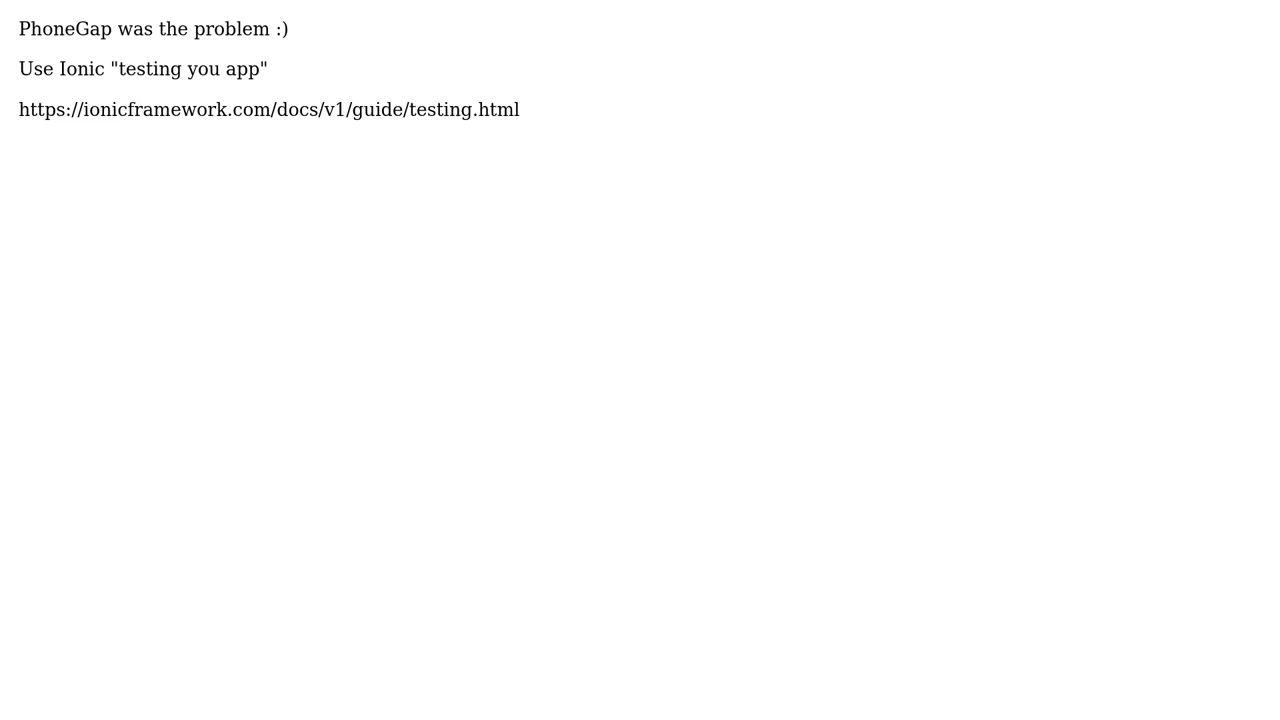 PhoneGap was the problem :)
Use Ionic "testing you app"
https://ionicframework.com/docs/v1/guide/testing.html